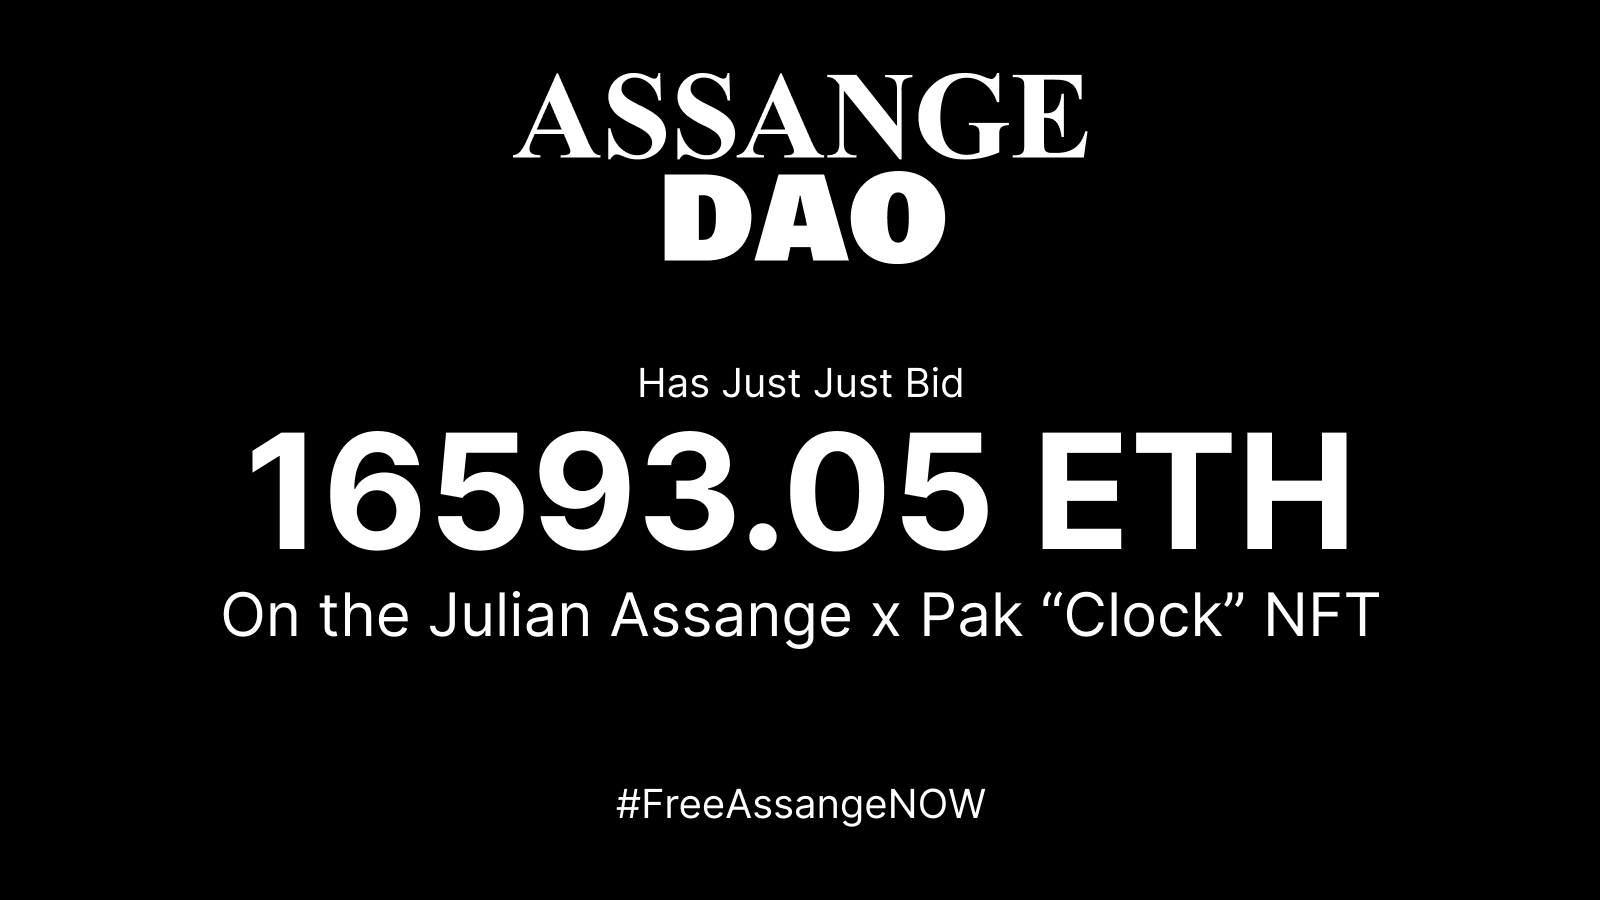 ASSANGE
DAO
Has Just Just Bid
16593.05 ETH
On the Julian Assange x Pak “Clock” NFT
#FreeAssangeNOW